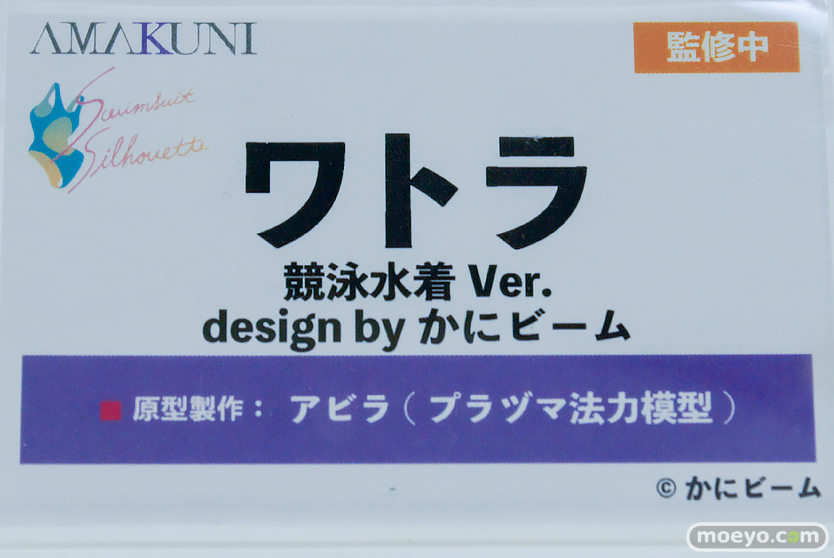 AMAKUNI
監修中
Swimsuit
Silhouette
ワトラ
競泳水着 Ver.
design by かにビーム
■ 原型製作： アビラ（ プラヅマ法力模型 ）
© かにビーム
moeyo.com